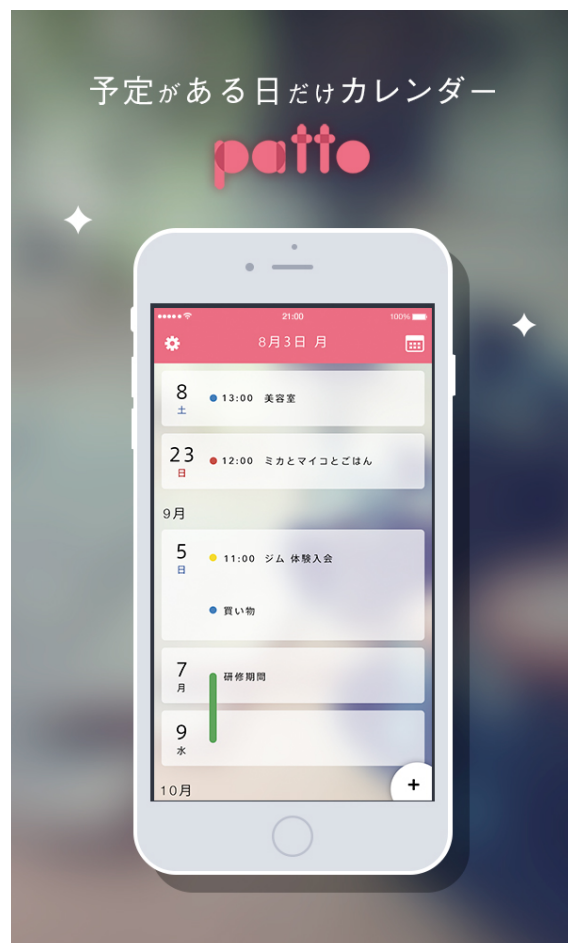 予定がある日だけカレンダー
patto
21:00
100%
8月3日 月
8
土
13:00 美容室
23
日
12:00 ミカとマイコとごはん
9月
5
日
11:00 ジム 体験入会
買い物
7
月
研修期間
9
水
10月
+